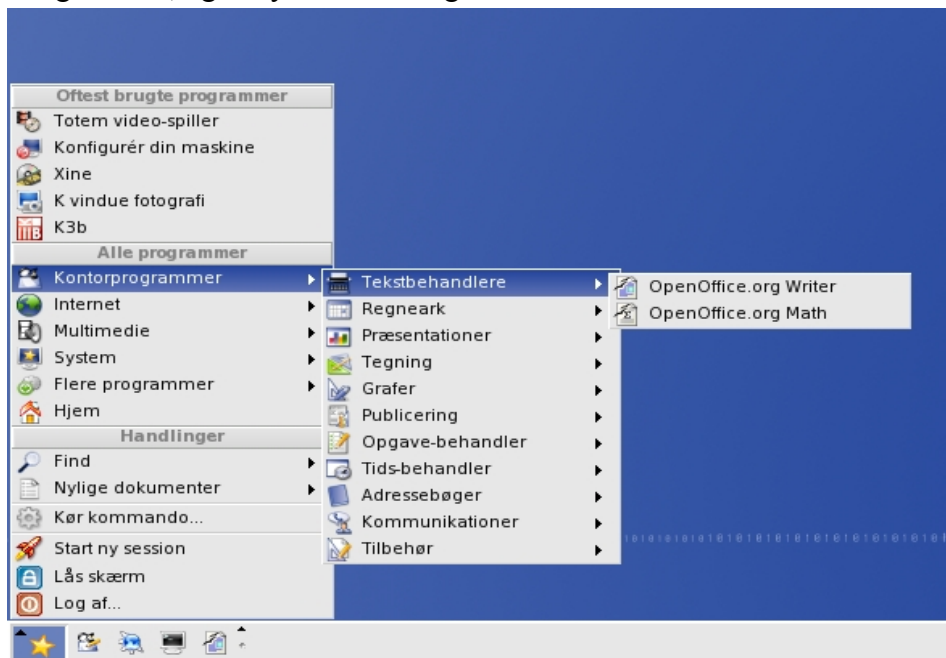 Oftest brugte programmer
Totem video-spiller
Konfigurér din maskine
Xine
K vindue fotografi
K3b
Alle programmer
Kontorprogrammer
Internet
Multimedie
System
Flere programmer
Hjem
Handlinger
Find
Nylige dokumenter
Kør kommando...
Start ny session
Lås skærm
Log af...
Tekstbehandlere
Regneark
Præsentationer
Tegning
Grafer
Publicering
Opgave-behandler
Tids-behandler
Adressebøger
Kommunikationer
Tilbehør
OpenOffice.org Writer
OpenOffice.org Math